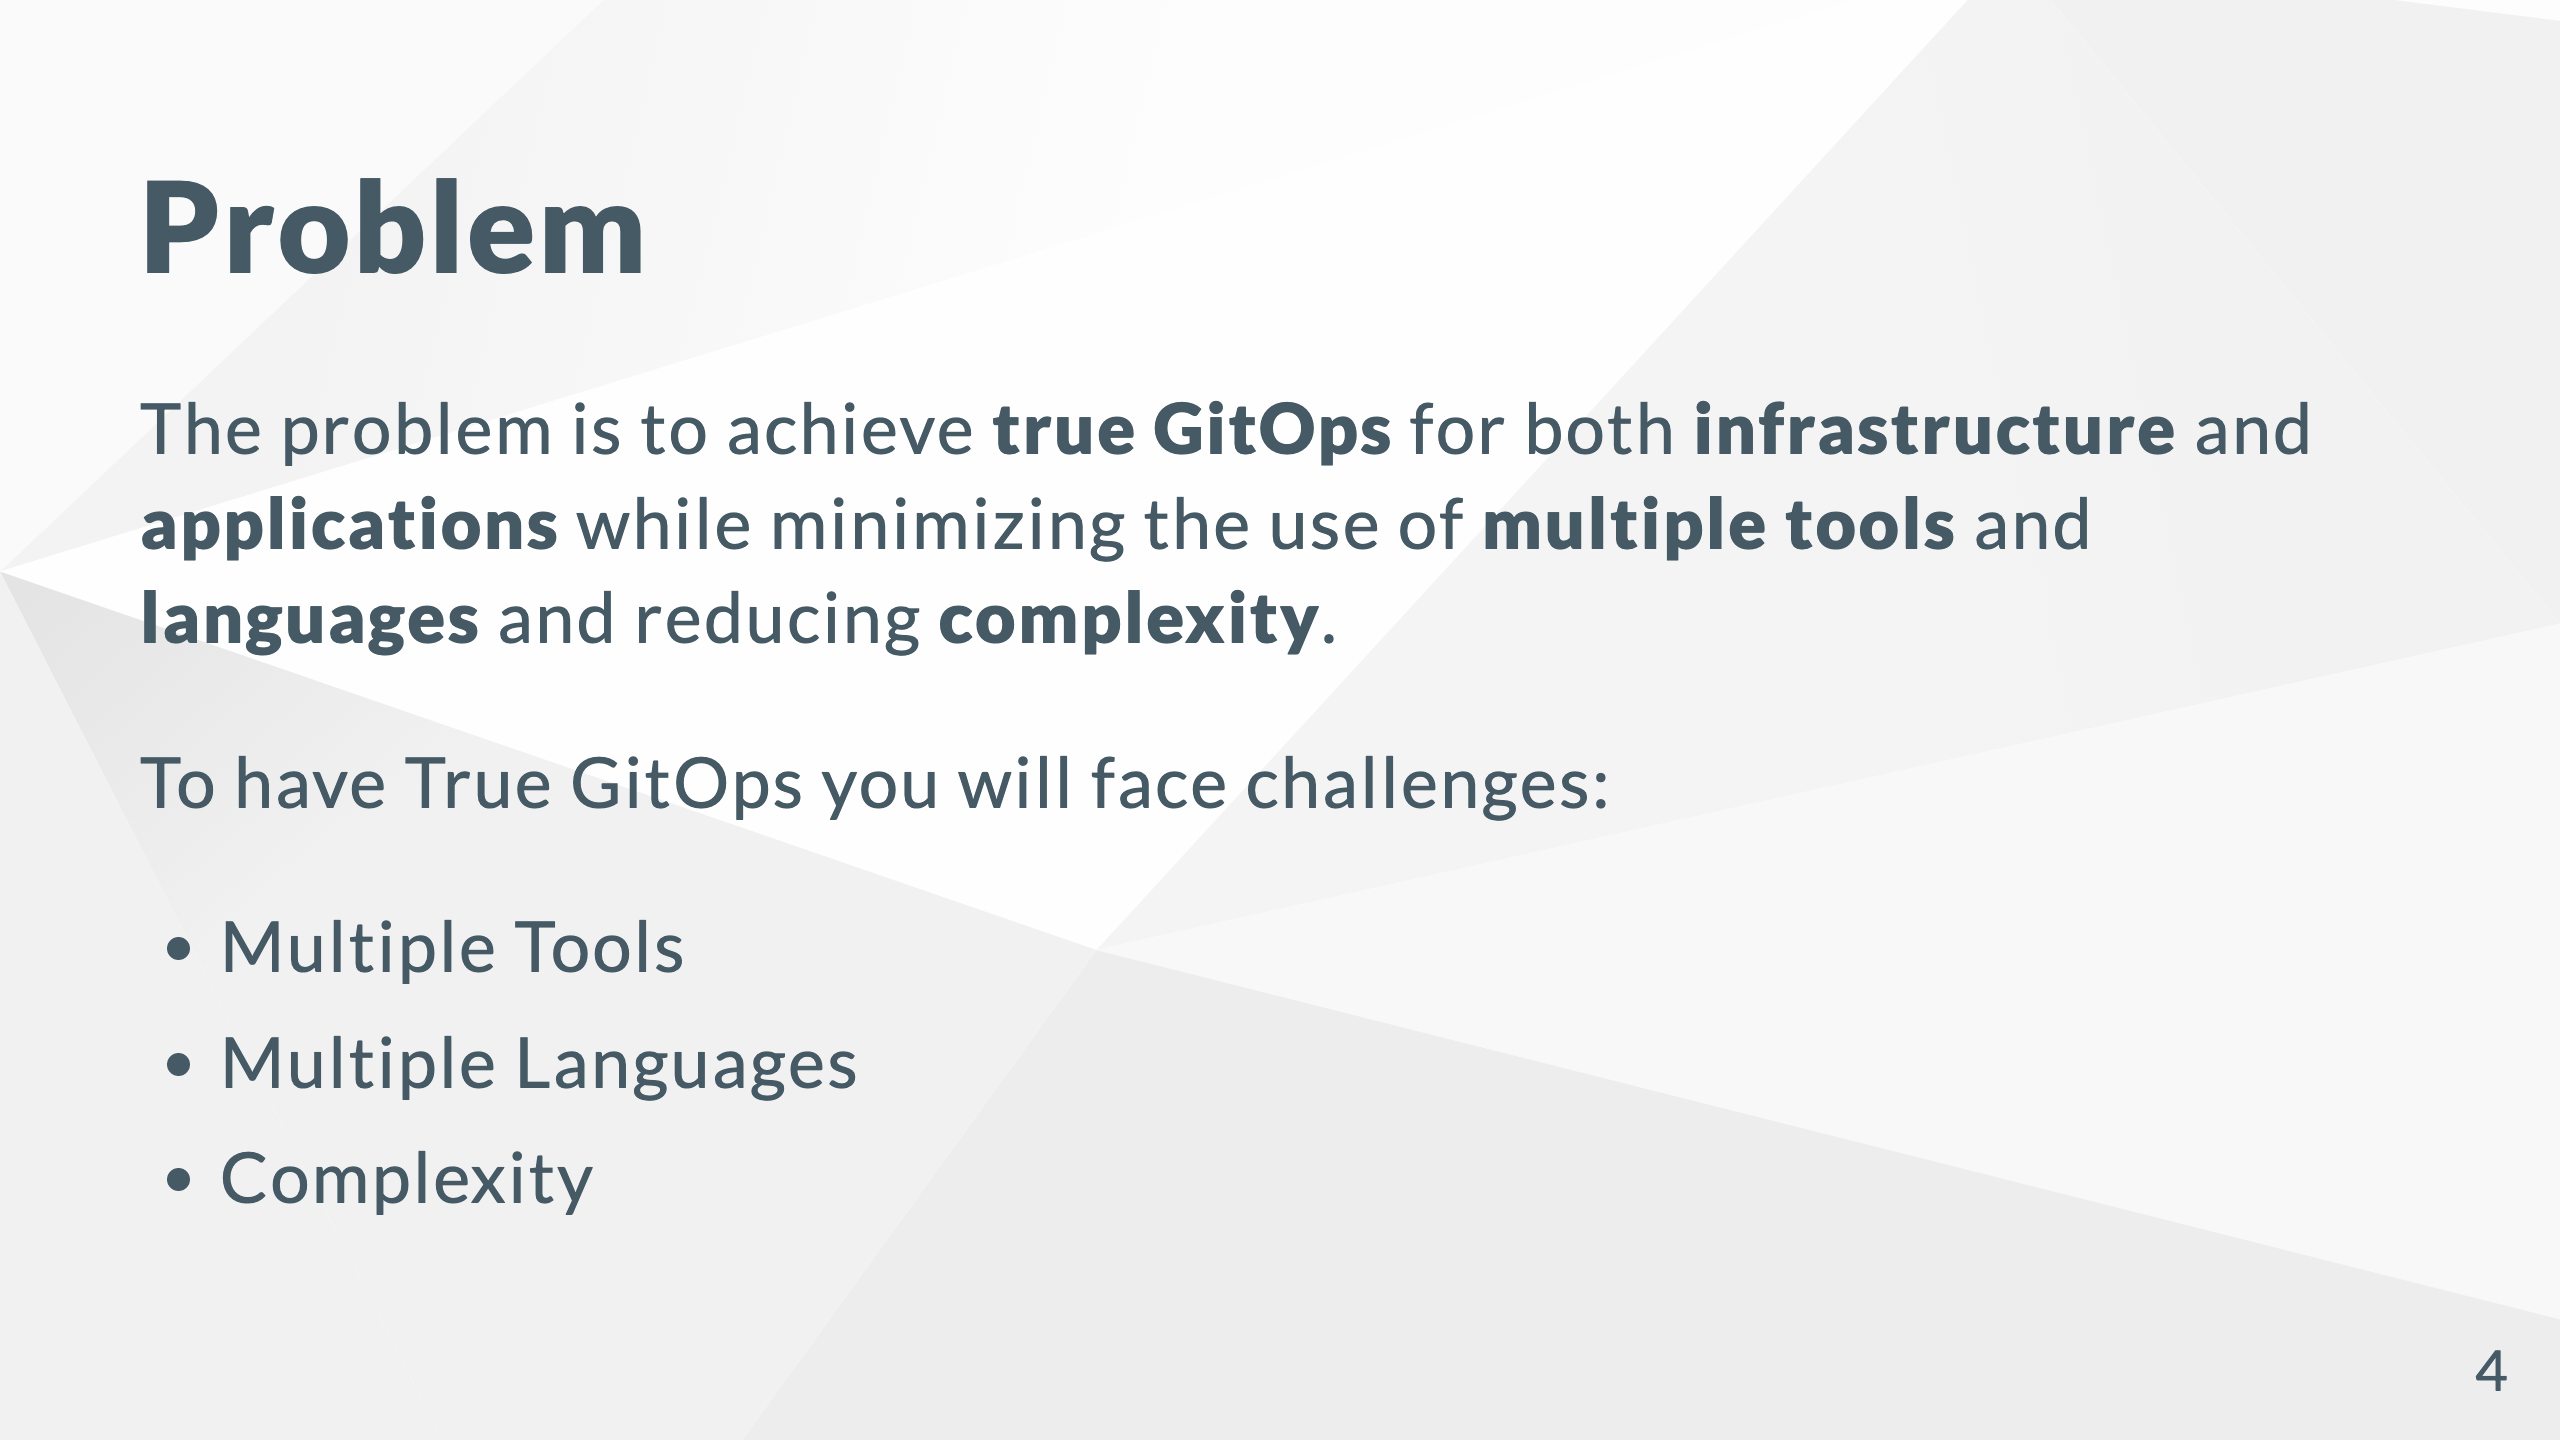 Problem
The problem is to achieve true GitOps for both infrastructure and
applications while minimizing the use of multiple tools and
languages and reducing complexity.
To have True GitOps you will face challenges:
• Multiple Tools
• Multiple Languages
• Complexity
4